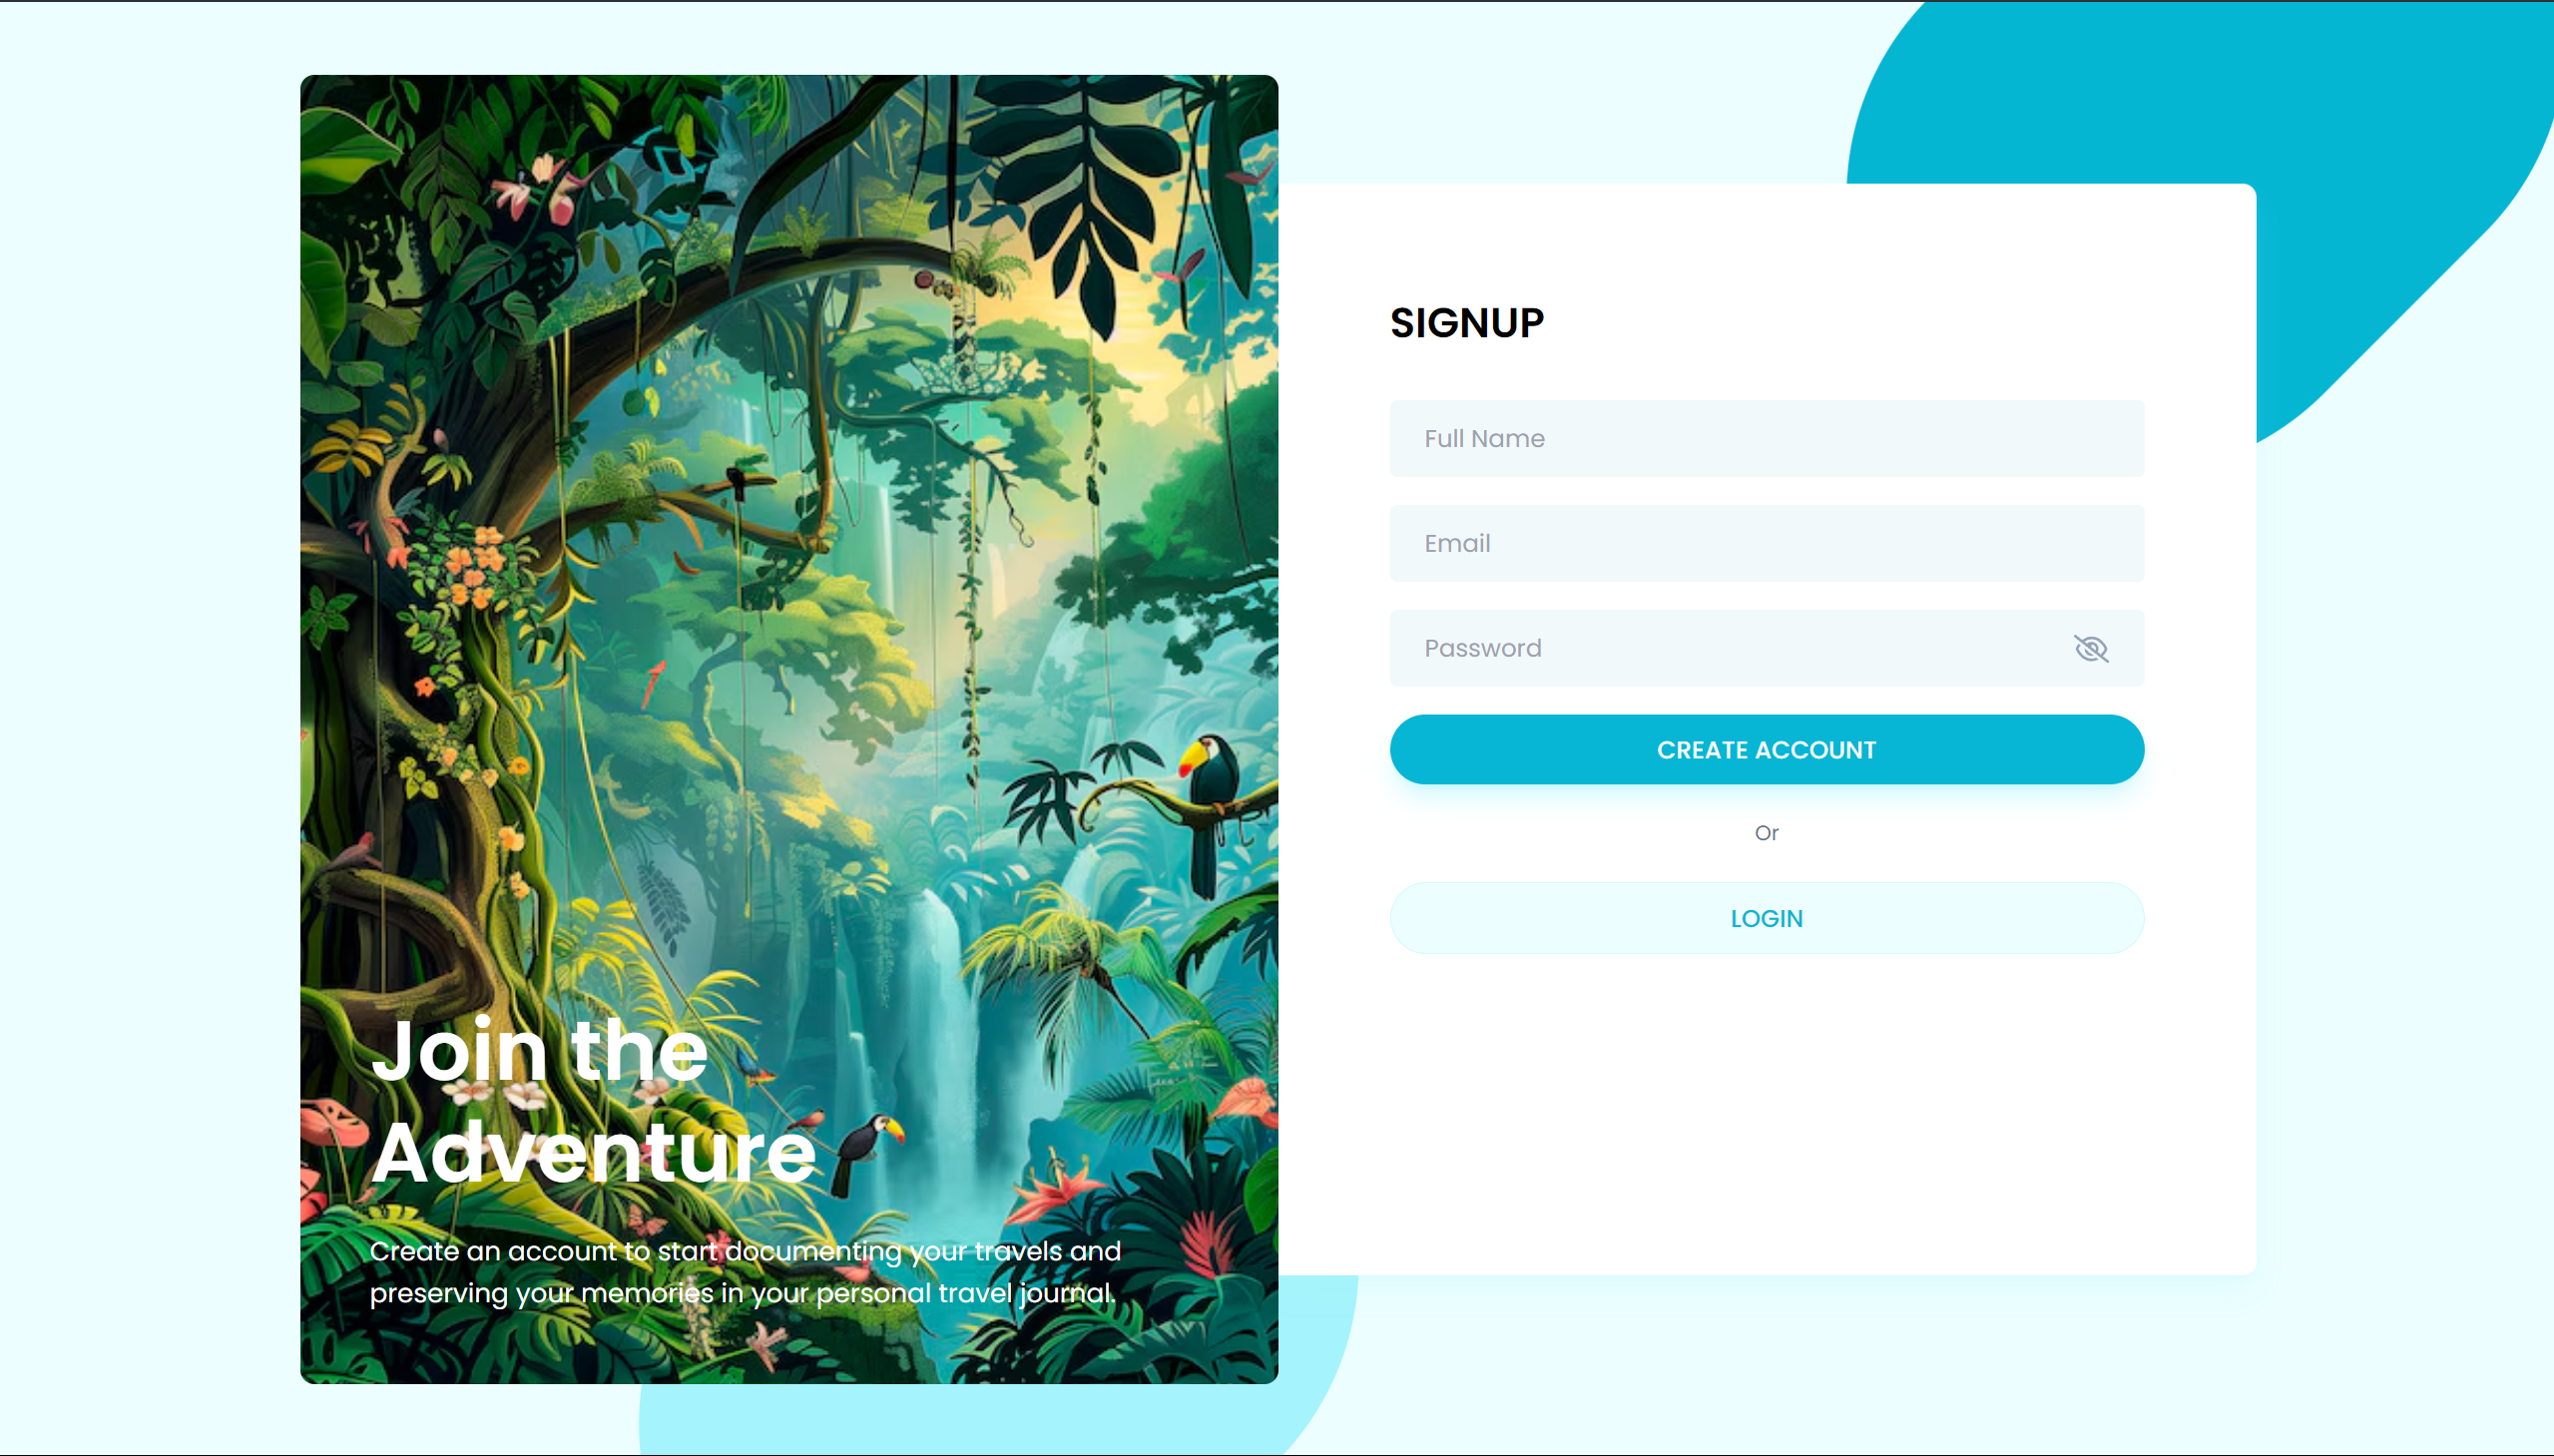 Join the
Adventure
Create an account to start documenting your travels and
preserving your memories in your personal travel journal.
SIGNUP
Full Name
Email
Password
CREATE ACCOUNT
Or
LOGIN